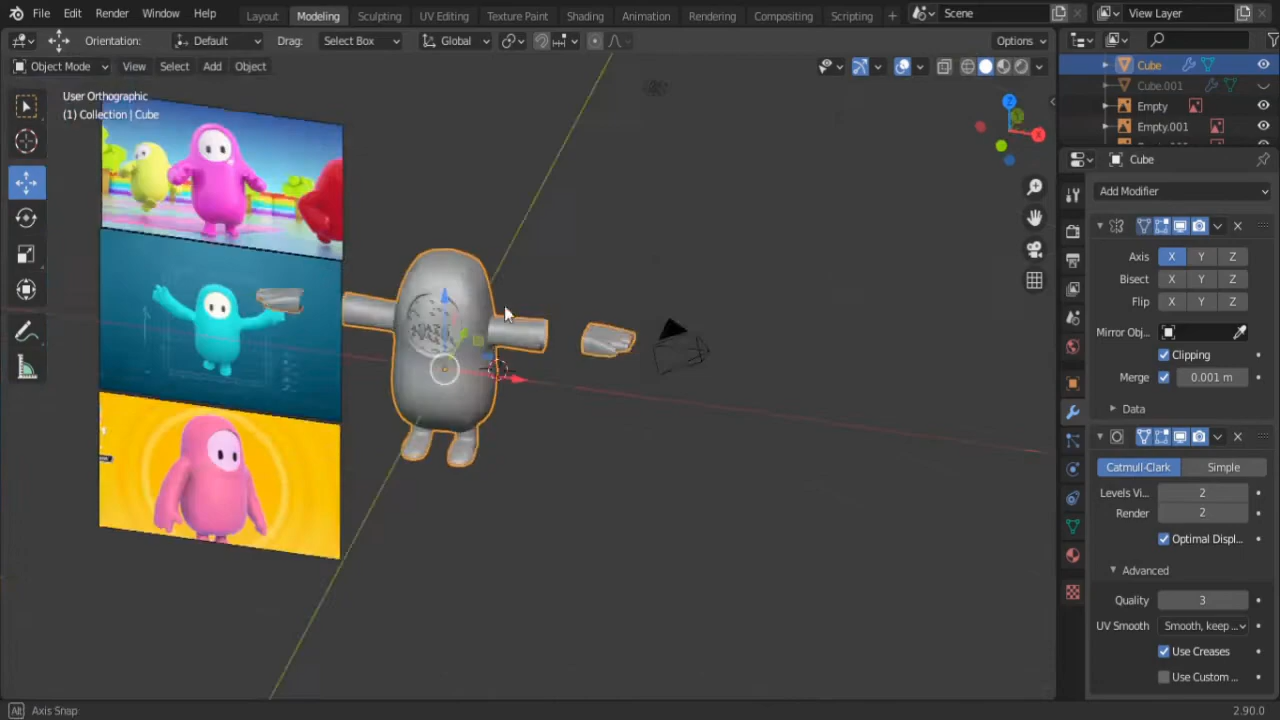 File Edit Render Window Help Layout Modeling Sculpting UV Editing Texture Paint Shading Animation Rendering Compositing Scripting Scene View Layer
Orientation: Default Drag: Select Box Global Options
Object Mode View Select Add Object
User Orthographic
(1) Collection | Cube
Z
Y
X
Cube
Cube.001
Empty
Empty.001
Cube
Add Modifier
Axis X Y Z
Bisect X Y Z
Flip X Y Z
Mirror Obj...
Clipping
Merge 0.001 m
Data
Catmull-Clark Simple
Levels Vi... 2
Render 2
Optimal Displ...
Advanced
Quality 3
UV Smooth Smooth, keep ...
Use Creases
Use Custom ...
Alt Axis Snap
2.90.0